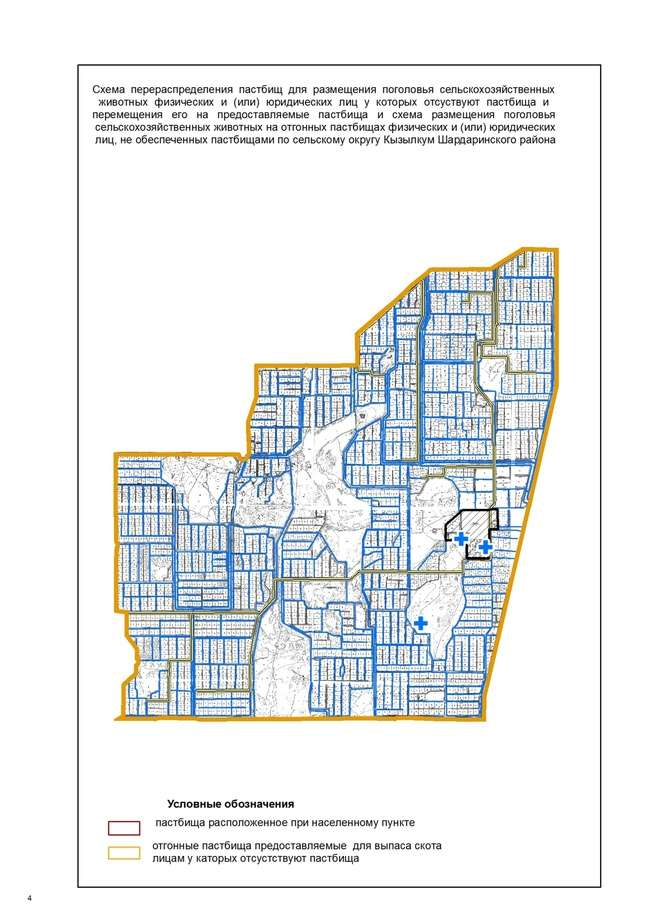 Схема перераспределения пастбищ для размещения поголовья сельскохозяйственных
животных физических и (или) юридических лиц у которых отсуствуют пастбища и
перемещения его на предоставляемые пастбища и схема размещения поголовья
сельскохозяйственных животных на отгонных пастбищах физических и (или) юридических
лиц, не обеспеченных пастбищами по сельскому округу Кызылкум Шардаринского района
Условные обозначения
пастбища расположенное при населенному пункте
отгонные пастбища предоставляемые для выпаса скота
лицам у каторых отсустствуют пастбища
4